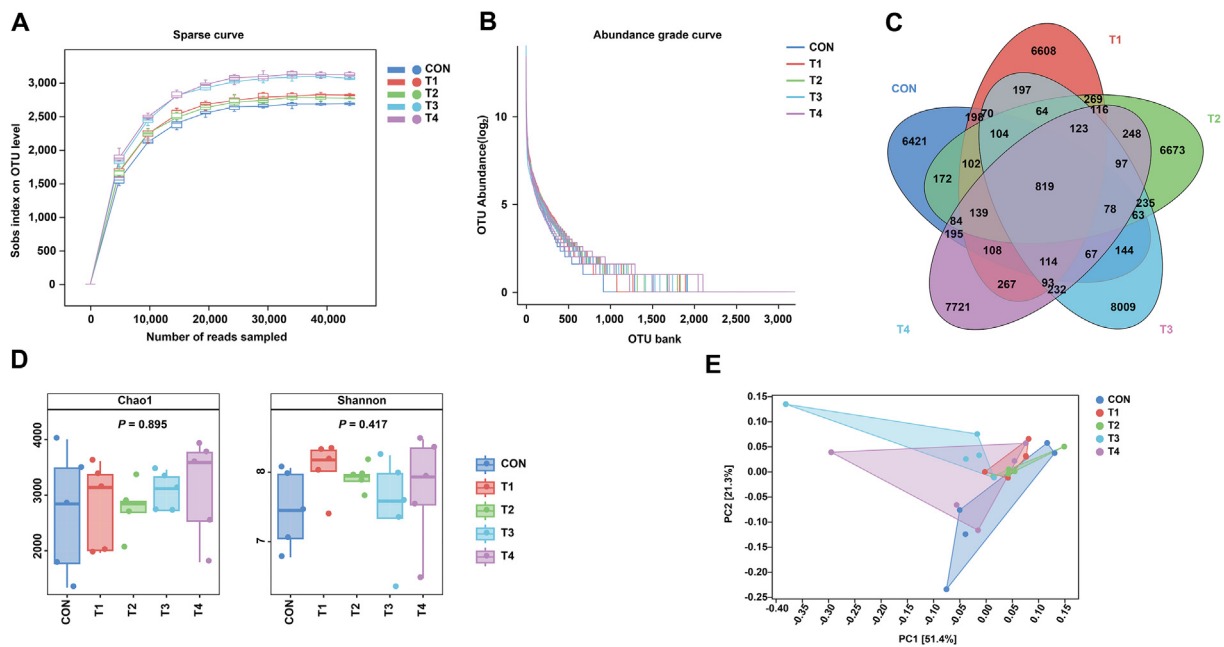 A
Sparse curve
Sobs index on OTU level
3,000
2,500
2,000
1,500
1,000
500
0
0
10,000
20,000
30,000
40,000
Number of reads sampled
CON
T1
T2
T3
T4
B
Abundance grade curve
OTU Abundance(log2)
10
5
0
0
500
1,000
1,500
2,000
2,500
3,000
OTU bank
CON
T1
T2
T3
T4
C
T1
6608
CON
197
269
T2
198
70
64
116
6421
104
123
248
6673
102
97
172
819
235
139
78
63
84
195
108
67
144
114
267
93
232
7721
8009
T4
T3
D
Chao1
Shannon
P = 0.895
P = 0.417
4000
3000
2000
8
7
CON
T1
T2
T3
T4
CON
T1
T2
T3
T4
CON
T1
T2
T3
T4
E
PC2 [21.3%]
0.15
0.10
0.05
0.00
-0.05
-0.10
-0.15
-0.20
-0.25
-0.40
-0.30
-0.30
-0.20
-0.20
-0.15
-0.10
-0.05
0.00
0.05
0.10
0.15
PC1 [51.4%]
CON
T1
T2
T3
T4